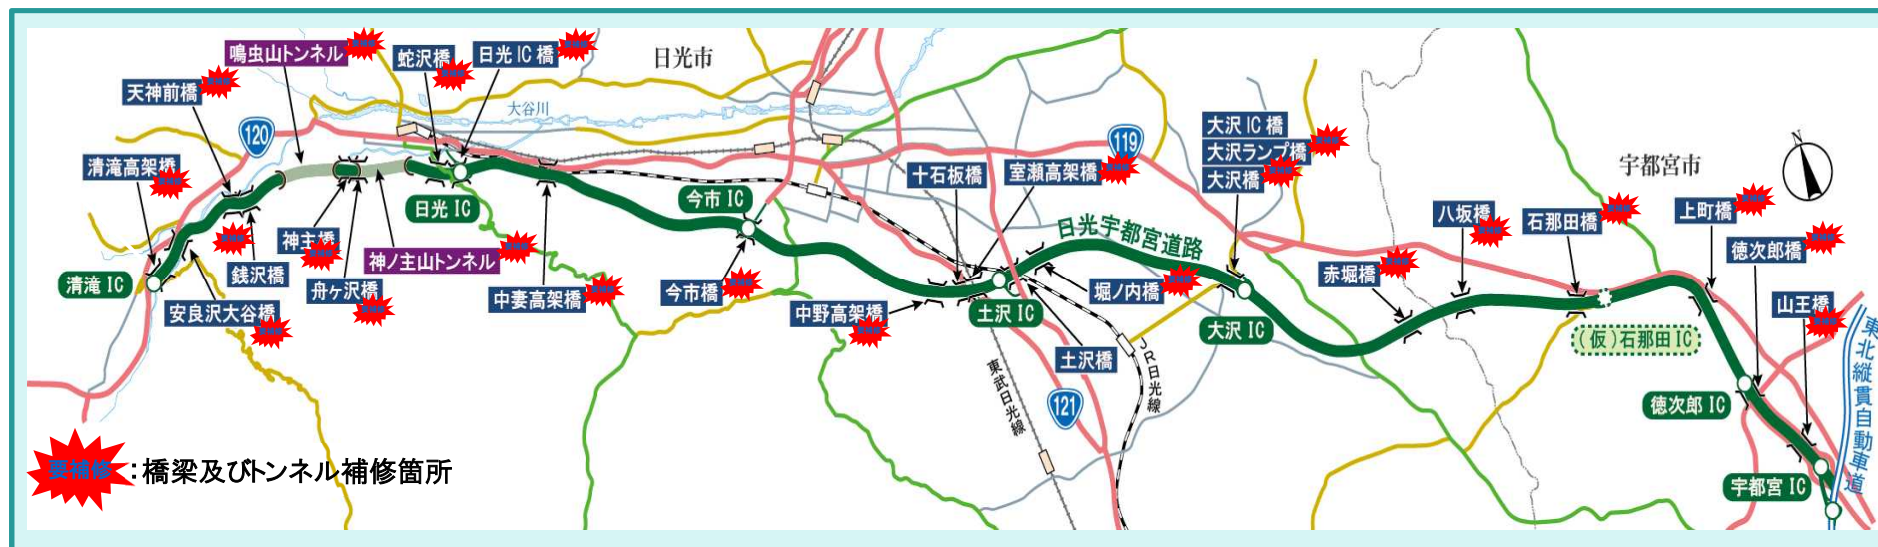 鳴虫山トンネル
蛇沢橋
日光IC橋
日光市
天神前橋
大谷川
120
119
大沢IC橋
大沢ランプ橋
大沢橋
清滝高架橋
十石板橋
室瀬高架橋
宇都宮市
N
日光IC
今市IC
日光宇都宮道路
八坂橋
石那田橋
上町橋
徳次郎橋
神主橋
神ノ主山トンネル
銭沢橋
舟ヶ沢橋
清滝IC
安良沢大谷橋
中妻高架橋
今市橋
中野高架橋
土沢IC
堀ノ内橋
大沢IC
赤堀橋
山王橋
(仮)石那田IC
土沢橋
東武日光線
JR日光線
121
徳次郎IC
東北縦貫自動車道
宇都宮IC
要補修:橋梁及びトンネル補修箇所